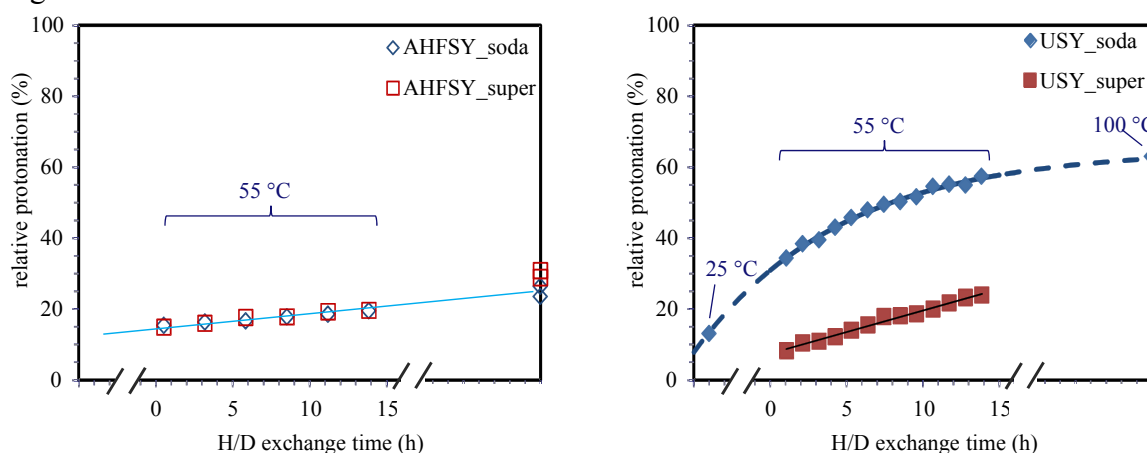 relative protonation (%)
100
80
60
40
20
0
AHFSY_soda
AHFSY_super
55 °C
0
5
10
15
H/D exchange time (h)
relative protonation (%)
100
80
60
40
20
0
USY_soda
USY_super
55 °C
100 °C
25 °C
0
5
10
15
H/D exchange time (h)